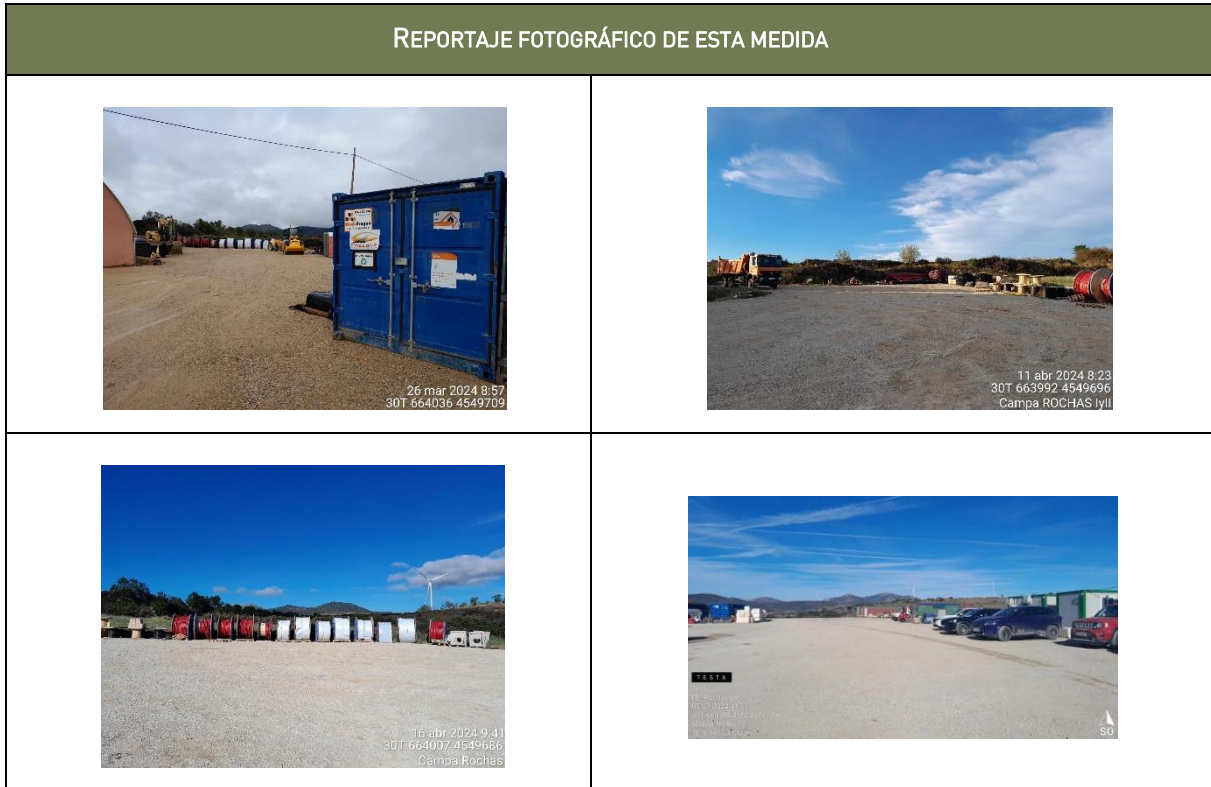 REPORTAJE FOTOGRÁFICO DE ESTA MEDIDA
26 mar 2024 8:57
30T 664036 4549709
11 abr 2024 8:23
30T 663992 4549696
Campa ROCHAS IyII
16 abr 2024 9:41
30T 664007 4549686
Campa Rochas
TESTA
SO